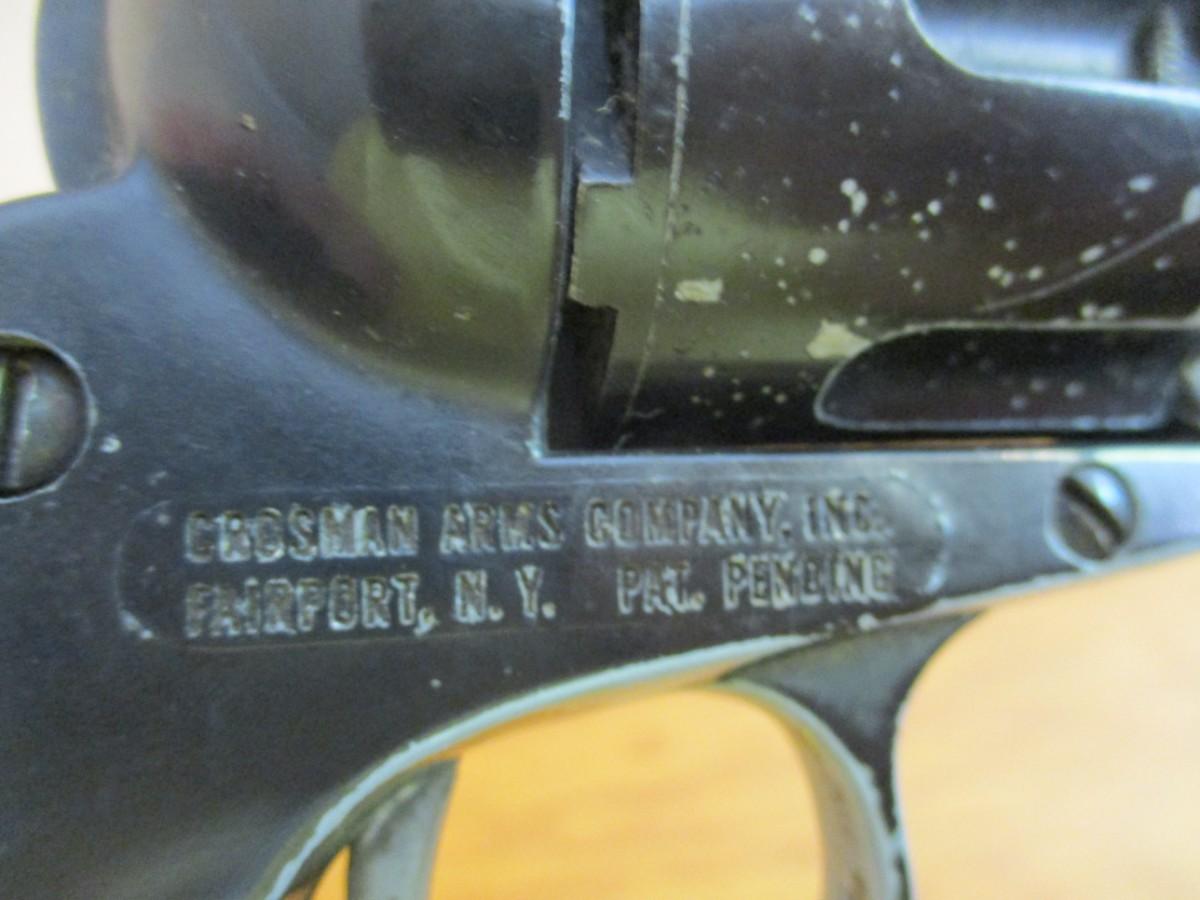 CROSMAN ARMS COMPANY, INC.
FAIRPORT, N. Y. PAT. PENDING